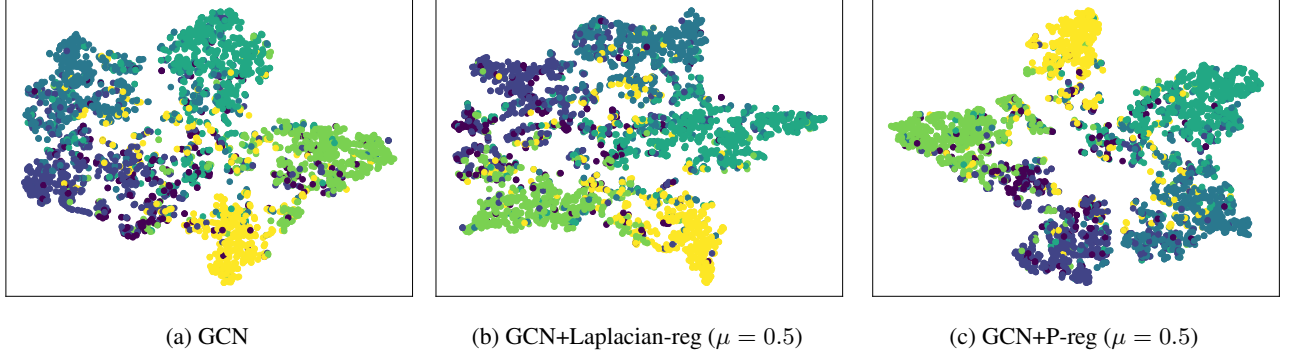 (a) GCN
(b) GCN+Laplacian-reg (μ = 0.5)
(c) GCN+P-reg (μ = 0.5)